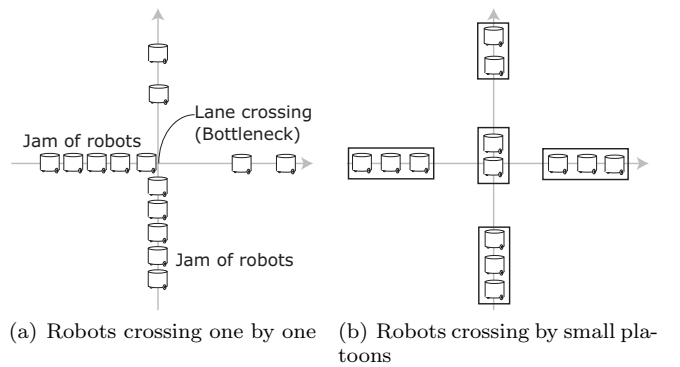 Lane crossing
(Bottleneck)
Jam of robots
Jam of robots
(a) Robots crossing one by one
(b) Robots crossing by small pla-
toons